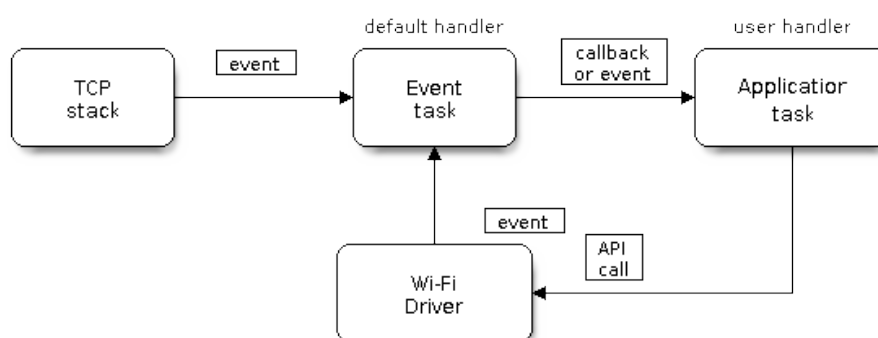 default handler
user handler
event
callback
or event
TCP
stack
Event
task
Application
task
event
API
call
Wi-Fi
Driver